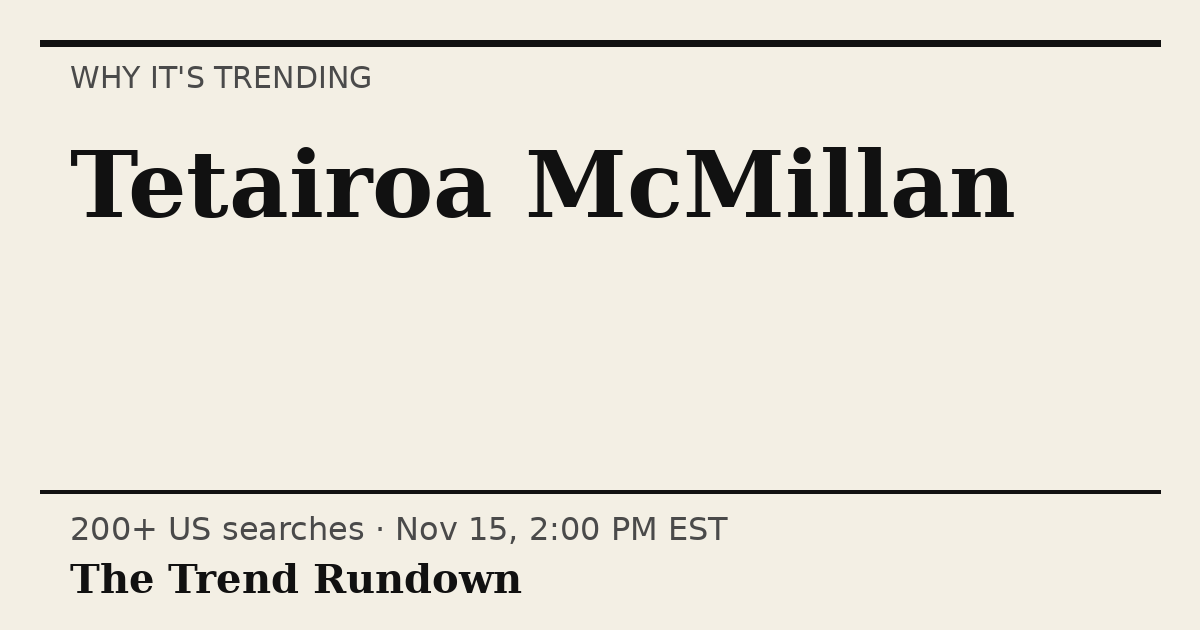 WHY IT'S TRENDING
Tetairoa McMillan
200+ US searches · Nov 15, 2:00 PM EST
The Trend Rundown